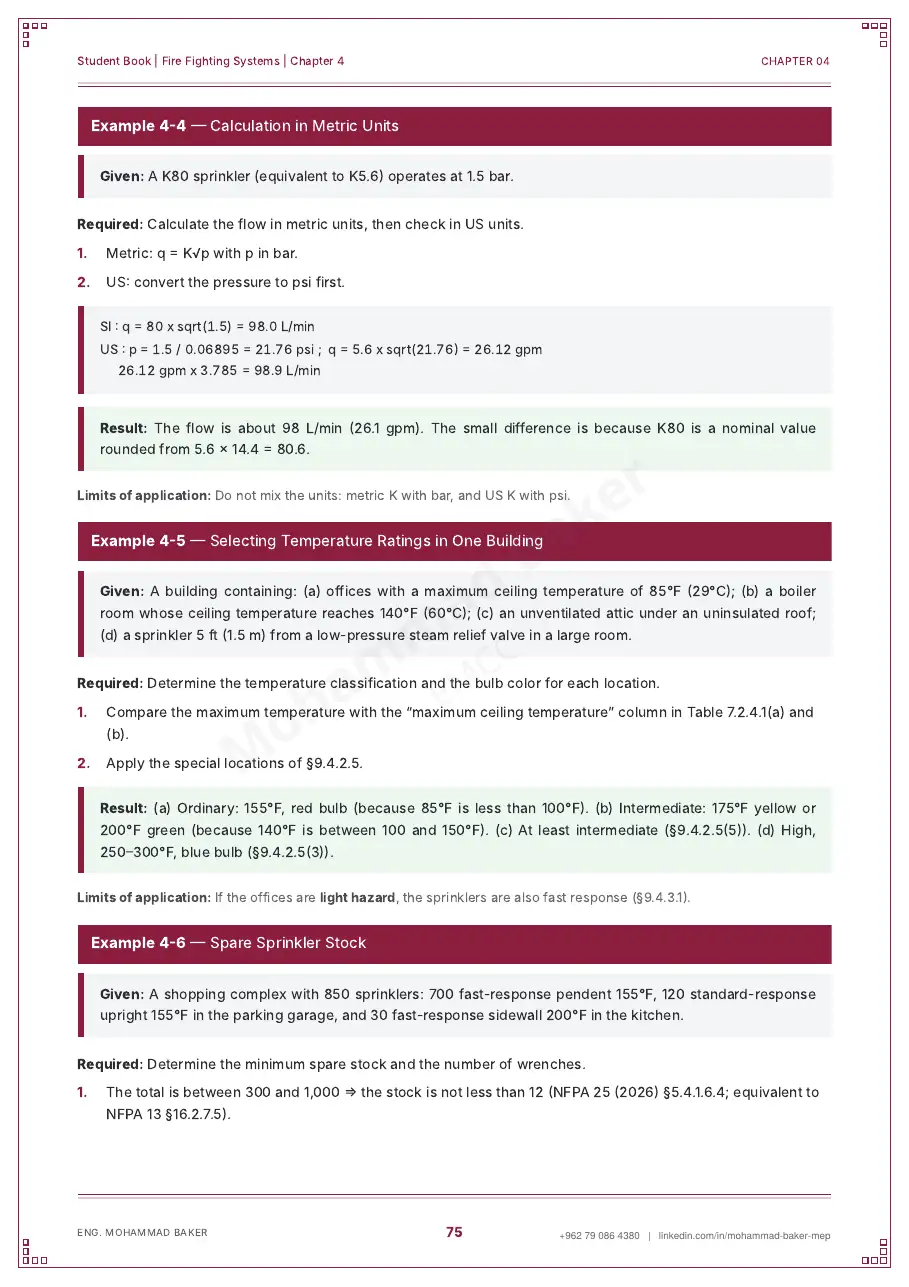 Student Book | Fire Fighting Systems | Chapter 4
CHAPTER 04
Example 4-4 — Calculation in Metric Units
Given: A K80 sprinkler (equivalent to K5.6) operates at 1.5 bar.
Required: Calculate the flow in metric units, then check in US units.
1. Metric: q = K√p with p in bar.
2. US: convert the pressure to psi first.
SI : q = 80 x sqrt(1.5) = 98.0 L/min
US : p = 1.5 / 0.06895 = 21.76 psi ; q = 5.6 x sqrt(21.76) = 26.12 gpm
26.12 gpm x 3.785 = 98.9 L/min
Result: The flow is about 98 L/min (26.1 gpm). The small difference is because K80 is a nominal value
rounded from 5.6 × 14.4 = 80.6.
Limits of application: Do not mix the units: metric K with bar, and US K with psi.
Example 4-5 — Selecting Temperature Ratings in One Building
Given: A building containing: (a) offices with a maximum ceiling temperature of 85°F (29°C); (b) a boiler
room whose ceiling temperature reaches 140°F (60°C); (c) an unventilated attic under an uninsulated roof;
(d) a sprinkler 5 ft (1.5 m) from a low-pressure steam relief valve in a large room.
Required: Determine the temperature classification and the bulb color for each location.
1. Compare the maximum temperature with the “maximum ceiling temperature” column in Table 7.2.4.1(a) and
(b).
2. Apply the special locations of §9.4.2.5.
Result: (a) Ordinary: 155°F, red bulb (because 85°F is less than 100°F). (b) Intermediate: 175°F yellow or
200°F green (because 140°F is between 100 and 150°F). (c) At least intermediate (§9.4.2.5(5)). (d) High,
250–300°F, blue bulb (§9.4.2.5(3)).
Limits of application: If the offices are light hazard, the sprinklers are also fast response (§9.4.3.1).
Example 4-6 — Spare Sprinkler Stock
Given: A shopping complex with 850 sprinklers: 700 fast-response pendent 155°F, 120 standard-response
upright 155°F in the parking garage, and 30 fast-response sidewall 200°F in the kitchen.
Required: Determine the minimum spare stock and the number of wrenches.
1. The total is between 300 and 1,000 ⇒ the stock is not less than 12 (NFPA 25 (2026) §5.4.1.6.4; equivalent to
NFPA 13 §16.2.7.5).
Mohammad Baker
ENG. MOHAMMAD BAKER
75
+962 79 086 4380 | linkedin.com/in/mohammad-baker-mep